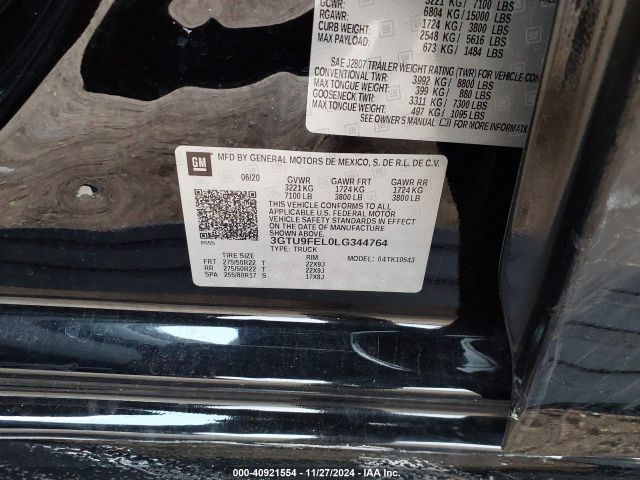 GCWR: 3221 KG/ 7100 LBS
RGAWR: 6804 KG/15000 LBS
CURB WEIGHT: 1724 KG/ 3800 LBS
MAX PAYLOAD: 2548 KG/ 5616 LBS
673 KG/ 1484 LBS
SAE J2807 TRAILER WEIGHT RATING (TWR) FOR VEHICLE
CONVENTIONAL TWR: 3992 KG/ 8800 LBS
MAX TONGUE WEIGHT: 399 KG/ 880 LBS
GOOSENECK TWR: 3311 KG/ 7300 LBS
MAX TONGUE WEIGHT: 497 KG/ 1095 LBS
SEE OWNER'S MANUAL FOR MORE
GM MFD BY GENERAL MOTORS DE MEXICO, S. DE R.L. DE C.V.
06/20 GVWR GAWR FRT GAWR RR
3221 KG 1724 KG 1724 KG
7100 LB 3800 LB 3800 LB
THIS VEHICLE CONFORMS TO ALL
APPLICABLE U.S. FEDERAL MOTOR
VEHICLE SAFETY STANDARDS IN EFFECT
ON THE DATE OF MANUFACTURE
SHOWN ABOVE.
3GTU9FEL0LG344764
TYPE: TRUCK
TIRE SIZE RIM MODEL: 04TK10543
FRT 275/50R22 T 22X9J
RR 275/50R22 T 22X9J
SPA 255/80R17 S 17X8J
000-40921554 - 11/27/2024 - IAAI.COM